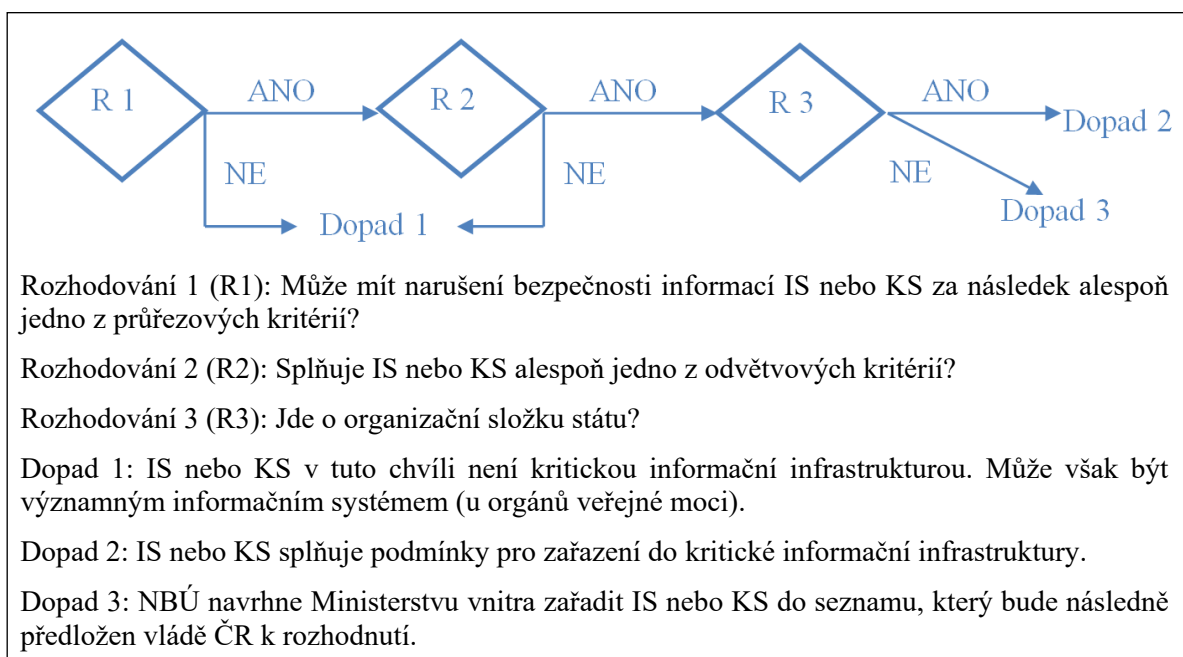 R 1 ANO R 2 ANO R 3 ANO
Dopad 2
NE NE NE
Dopad 1 Dopad 3
Rozhodování 1 (R1): Může mít narušení bezpečnosti informací IS nebo KS za následek alespoň
jedno z průřezových kritérií?
Rozhodování 2 (R2): Splňuje IS nebo KS alespoň jedno z odvětvových kritérií?
Rozhodování 3 (R3): Jde o organizační složku státu?
Dopad 1: IS nebo KS v tuto chvíli není kritickou informační infrastrukturou. Může však být
významným informačním systémem (u orgánů veřejné moci).
Dopad 2: IS nebo KS splňuje podmínky pro zařazení do kritické informační infrastruktury.
Dopad 3: NBÚ navrhne Ministerstvu vnitra zařadit IS nebo KS do seznamu, který bude následně
předložen vládě ČR k rozhodnutí.